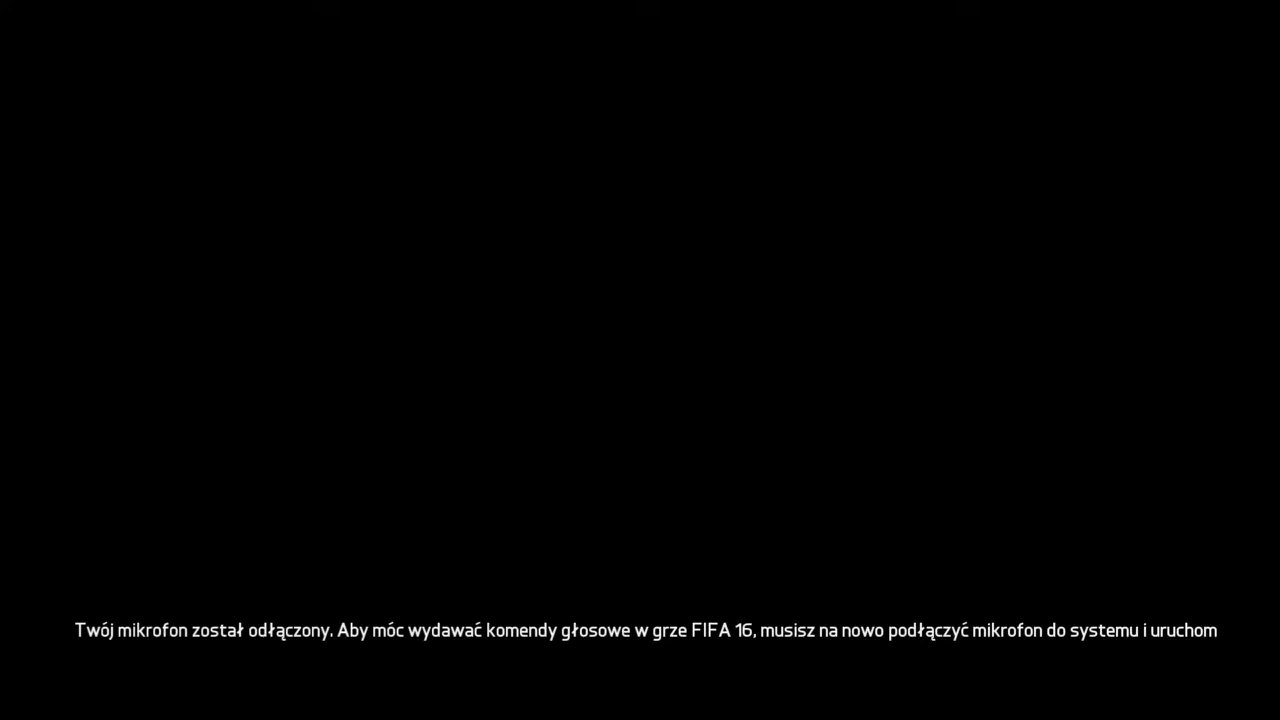 Twój mikrofon został odłączony. Aby móc wydawać komendy głosowe w grze FIFA 16, musisz na nowo podłączyć mikrofon do systemu i uruchom